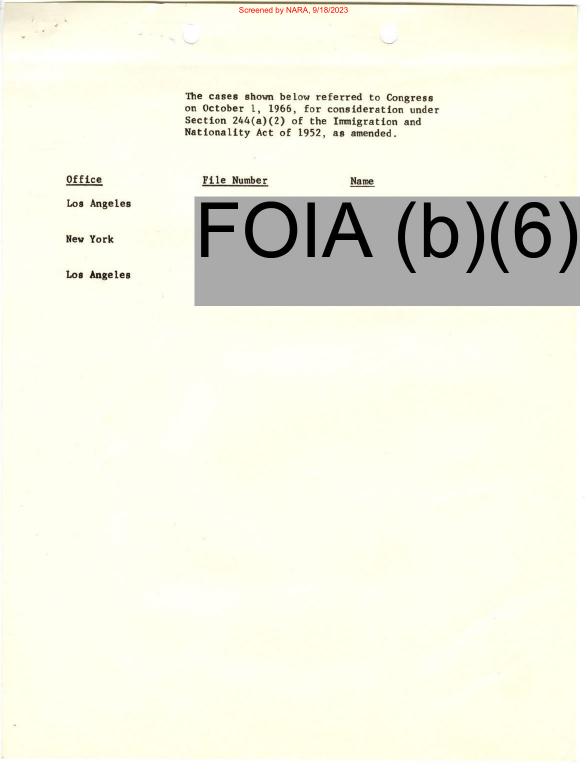 Screened by NARA, 9/18/2023
The cases shown below referred to Congress
on October 1, 1966, for consideration under
Section 244(a)(2) of the Immigration and
Nationality Act of 1952, as amended.
Office File Number Name
Los Angeles
FOIA (b)(6)
New York
Los Angeles